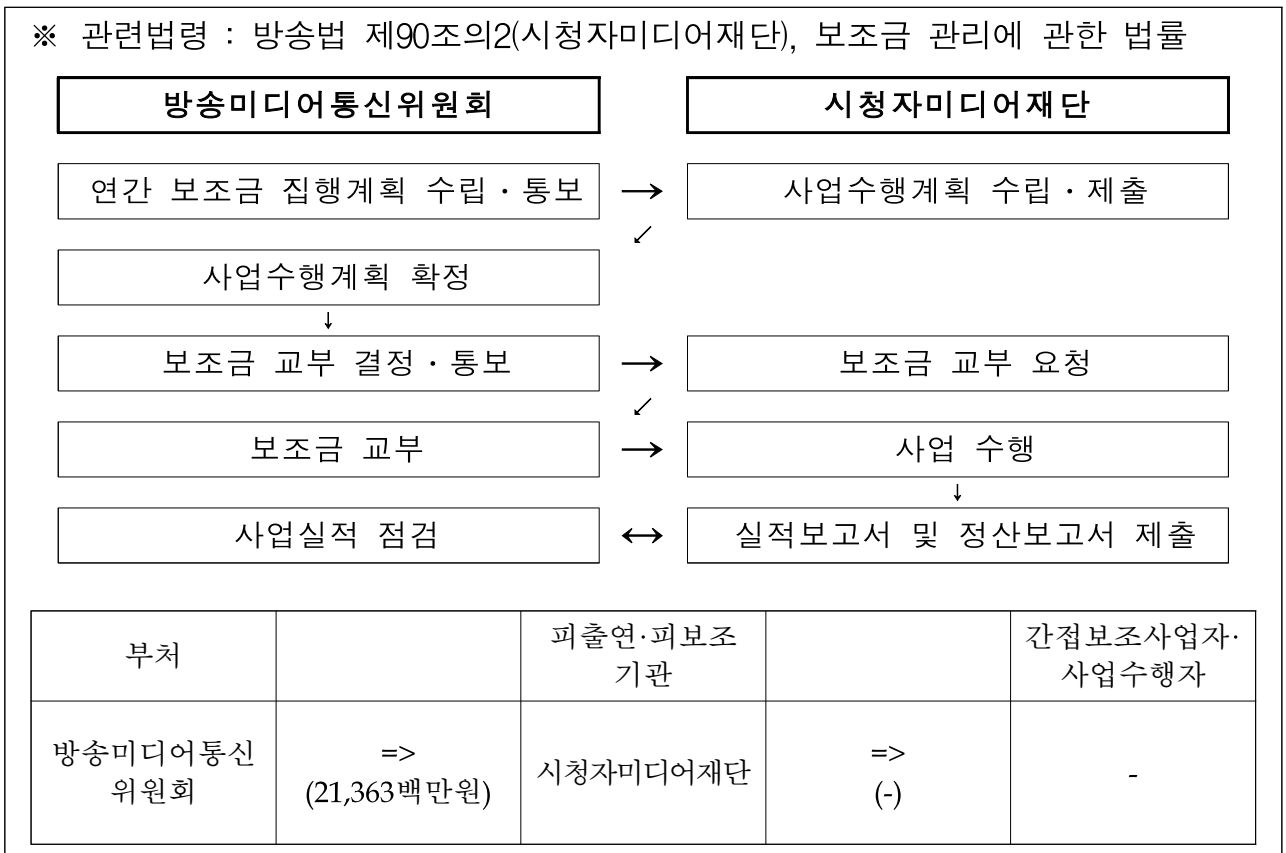 ※ 관련법령 : 방송법 제90조의2(시청자미디어재단), 보조금 관리에 관한 법률
방송미디어통신위원회 시청자미디어재단
연간 보조금 집행계획 수립・통보 → 사업수행계획 수립・제출
↙
사업수행계획 확정
↓
보조금 교부 결정・통보 → 보조금 교부 요청
↙
보조금 교부 → 사업 수행
↓
사업실적 점검 ↔ 실적보고서 및 정산보고서 제출
부처
피출연·피보조
기관
간접보조사업자·
사업수행자
방송미디어통신
위원회
=>
(21,363백만원)
시청자미디어재단
=>
(-)
-